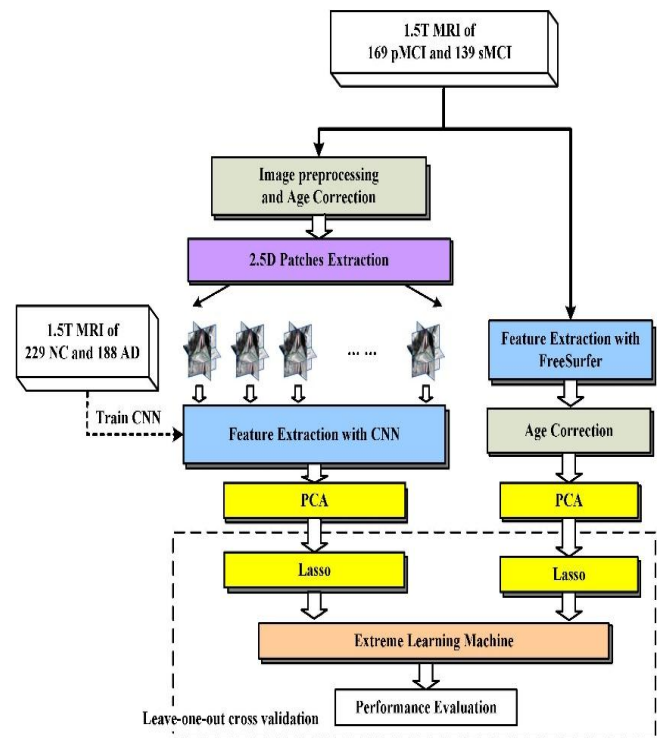 1.5T MRI of
169 pMCI and 139 sMCI
Image preprocessing
and Age Correction
2.5D Patches Extraction
1.5T MRI of
229 NC and 188 AD
... ...
Feature Extraction with
FreeSurfer
Train CNN
Feature Extraction with CNN
Age Correction
PCA
PCA
Lasso
Lasso
Extreme Learning Machine
Performance Evaluation
Leave-one-out cross validation